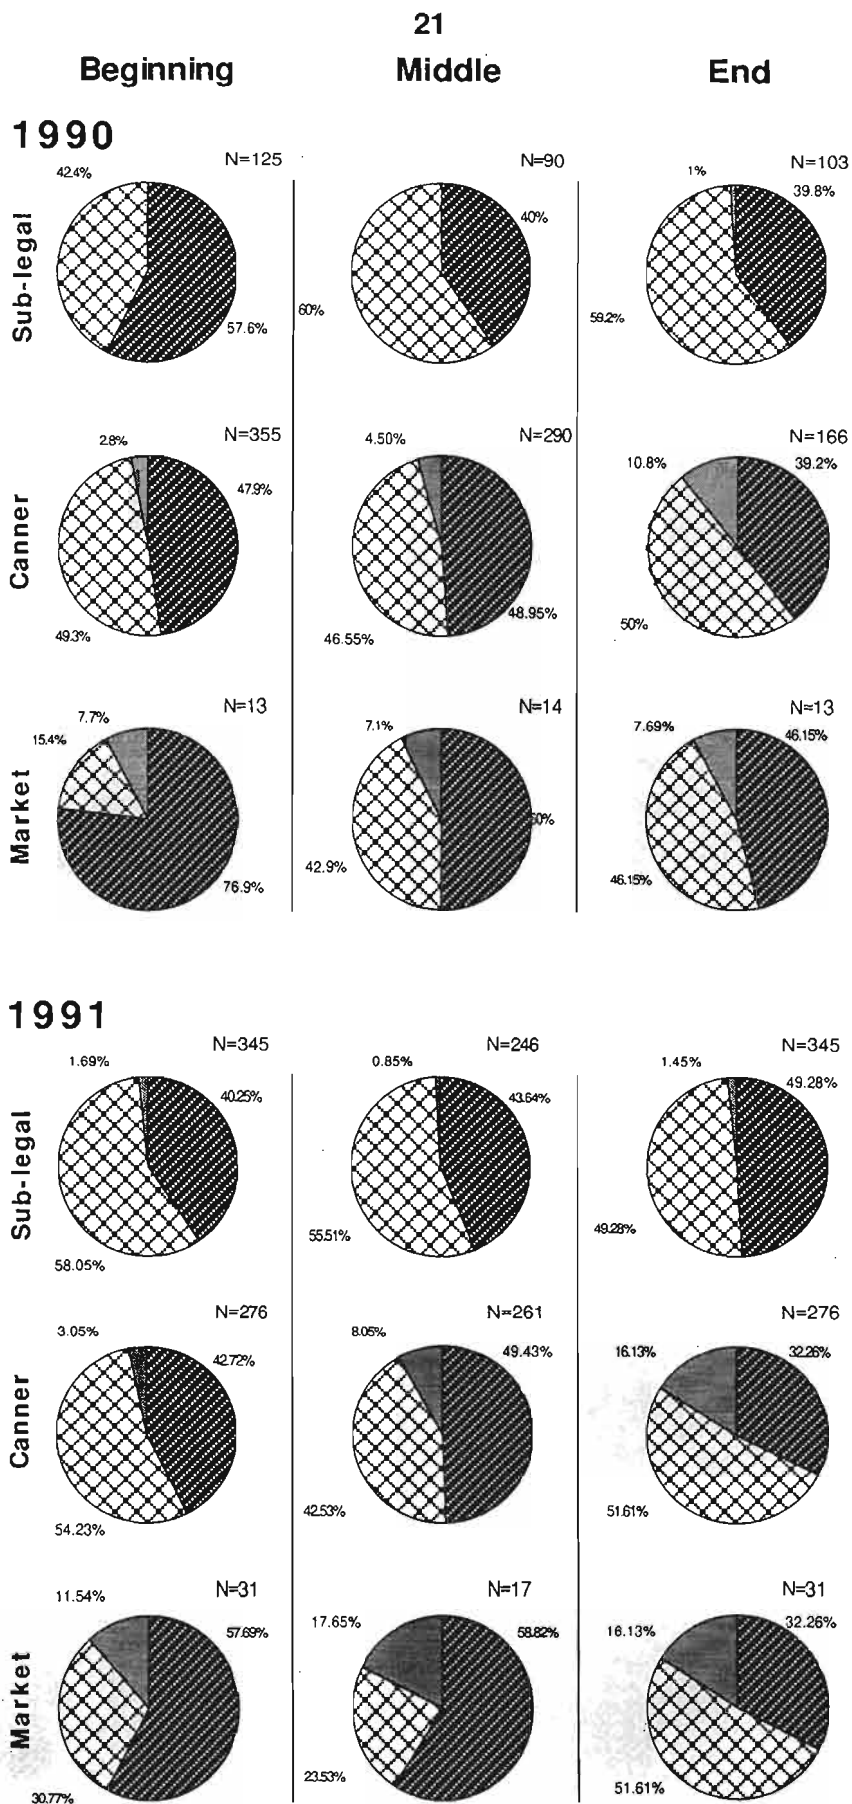 21
Beginning Middle End
1990
N=125 N=90 N=103
42.4% 1% 39.8%
40%
Sub-legal
60% 59.2%
57.6%
N=355 N=290 N=166
2.8% 4.50% 10.8% 39.2%
47.9%
Canner
48.95%
49.3% 46.55% 50%
N=13 N=14 N=13
7.7% 7.1% 7.69% 46.15%
15.4%
Market
42.9% 46.15%
76.9%
1991
N=345 N=246 N=345
1.69% 0.85% 1.45%
40.25% 43.64% 49.28%
Sub-legal
58.05% 55.51% 49.28%
N=276 N=261 N=276
3.05% 8.05% 16.13% 32.26%
42.72% 49.43%
Canner
54.23% 42.53% 51.61%
N=31 N=17 N=31
11.54% 17.65% 16.13% 32.26%
57.69% 58.82%
Market
30.77% 23.53% 51.61%